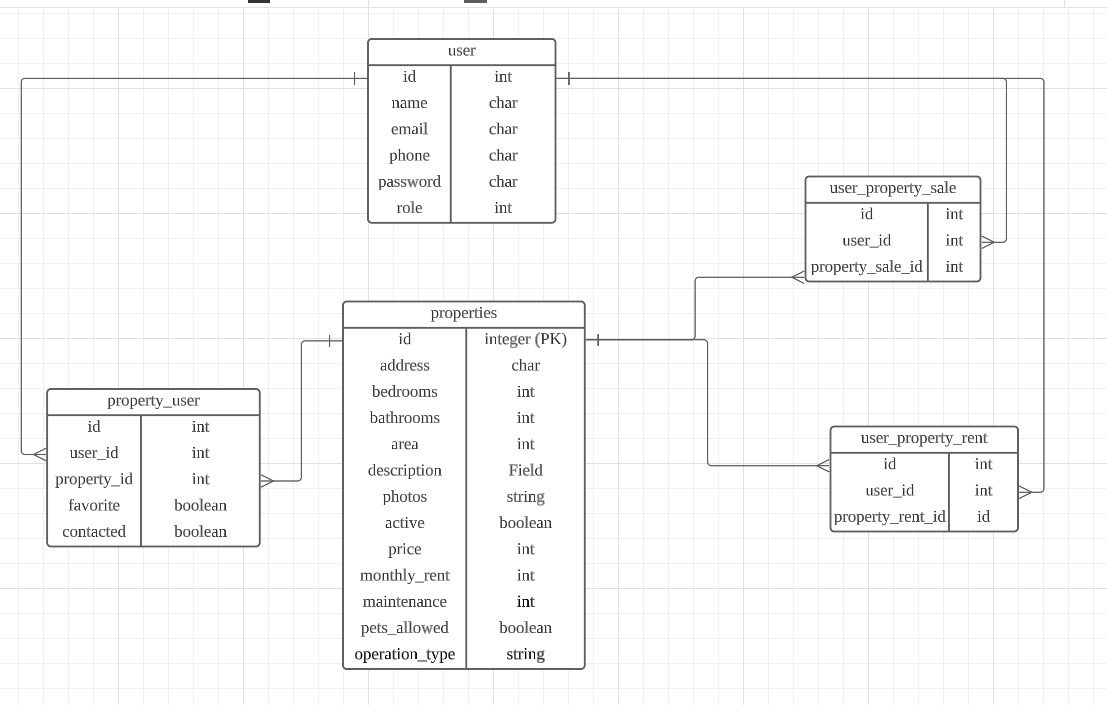 user
id int
name char
email char
phone char
password char
role int
user_property_sale
id int
user_id int
property_sale_id int
properties
id integer (PK)
address char
bedrooms int
bathrooms int
area int
description Field
photos string
active boolean
price int
monthly_rent int
maintenance int
pets_allowed boolean
operation_type string
property_user
id int
user_id int
property_id int
favorite boolean
contacted boolean
user_property_rent
id int
user_id int
property_rent_id id